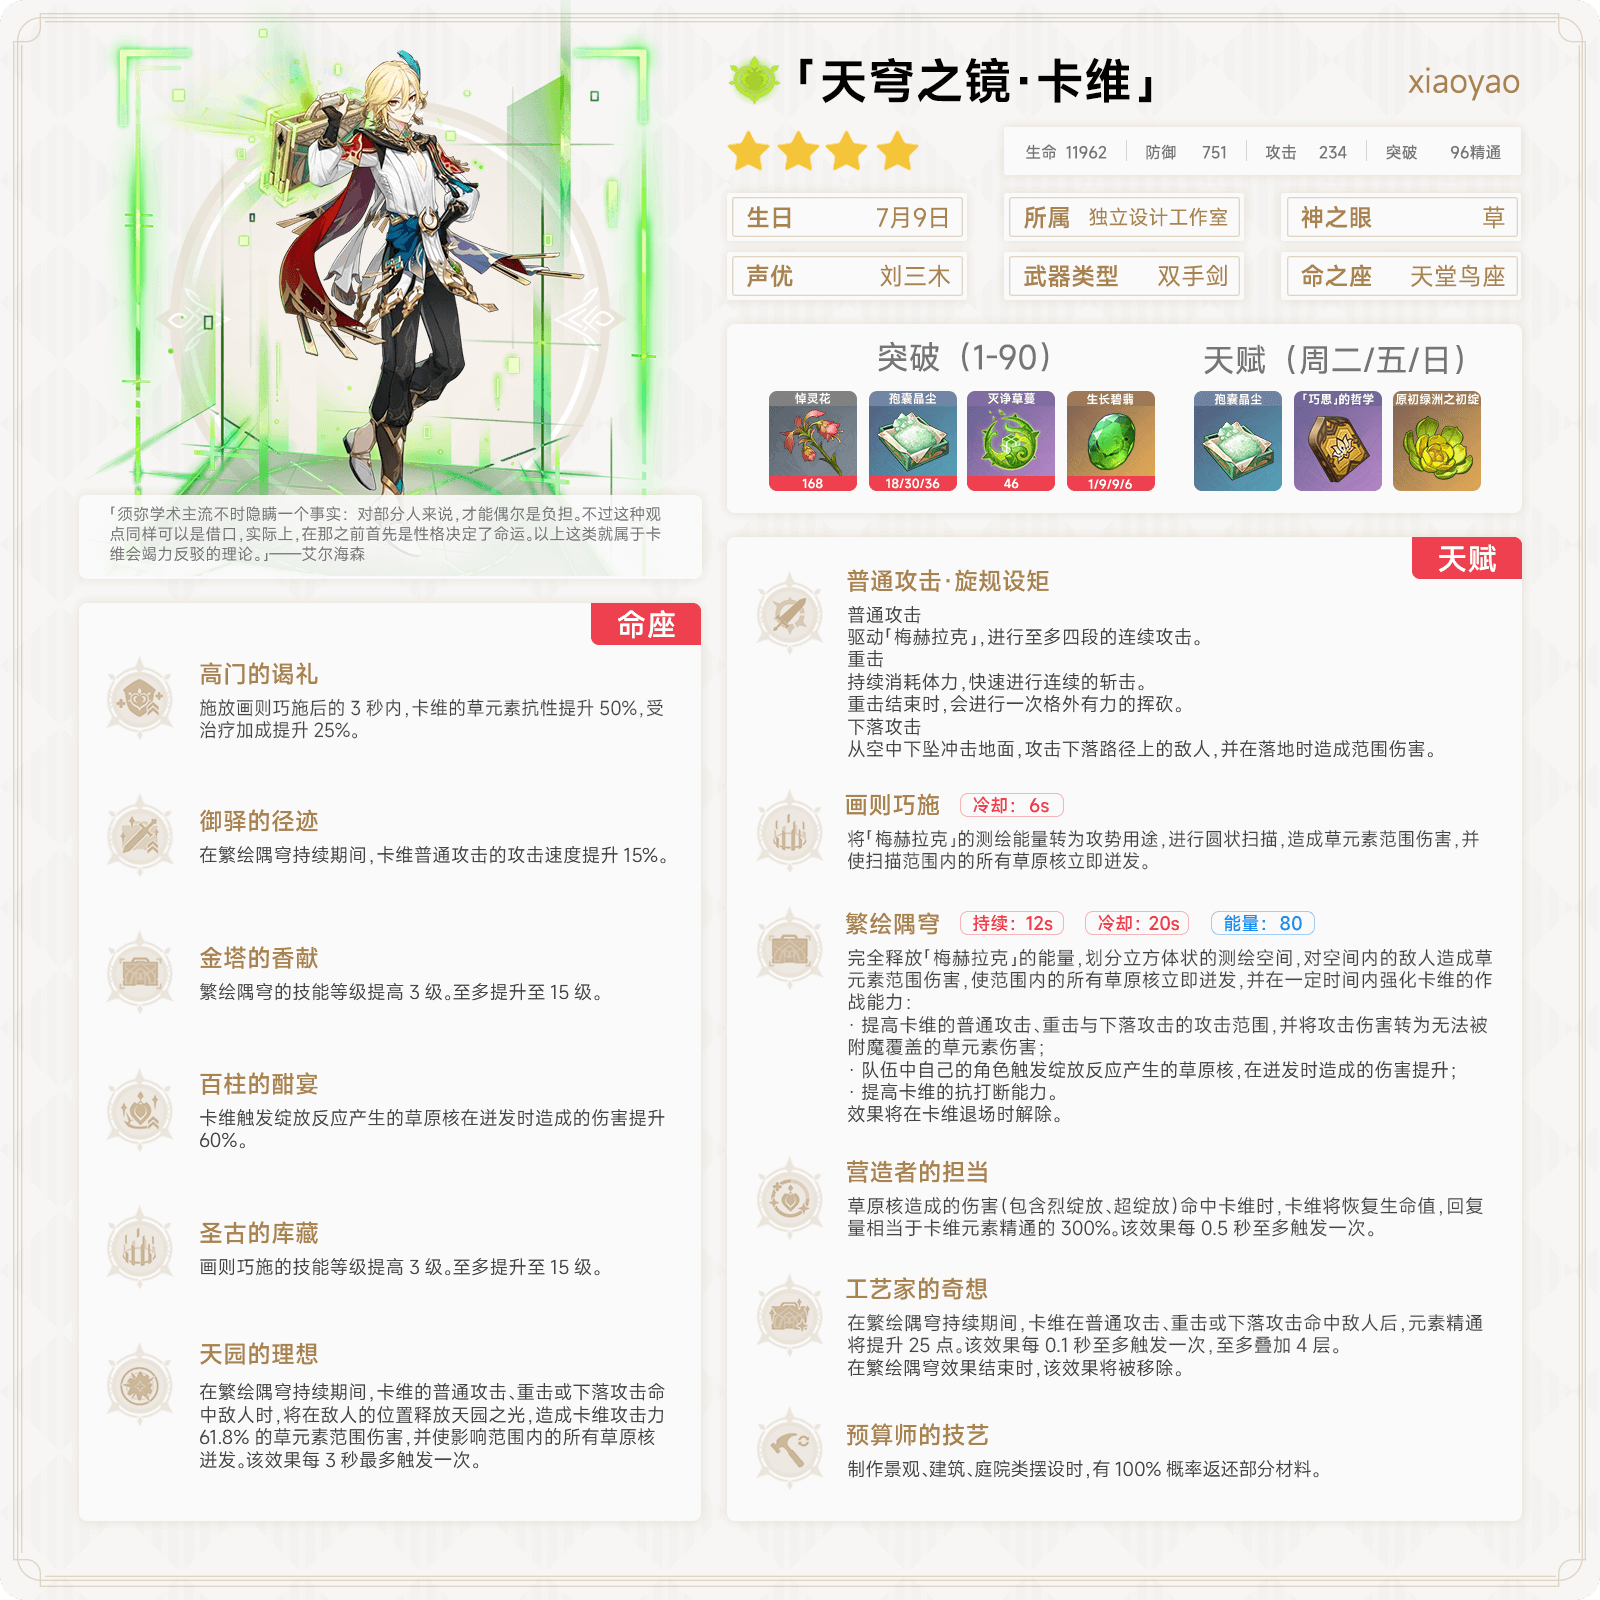 「天穹之镜·卡维」
xiaoyao
生命 11962 防御 751 攻击 234 突破 96精通
生日 7月9日
所属 独立设计工作室
神之眼 草
声优 刘三木
武器类型 双手剑
命之座 天堂鸟座
突破（1-90）
悼灵花 孢囊晶尘 灭诤草蔓 生长碧翡
168 18/30/36 46 1/9/9/6
天赋（周二/五/日）
孢囊晶尘 「巧思」的哲学 原初绿洲之初绽
「须弥学术主流不时隐瞒一个事实：对部分人来说,才能偶尔是负担。不过这种观
点同样可以是借口,实际上,在那之前首先是性格决定了命运。以上这类就属于卡
维会竭力反驳的理论。」——艾尔海森
命座
高门的谒礼
施放画则巧施后的 3 秒内,卡维的草元素抗性提升 50%,受
治疗加成提升 25%。
御驿的径迹
在繁绘隅穹持续期间,卡维普通攻击的攻击速度提升 15%。
金塔的香献
繁绘隅穹的技能等级提高 3 级。至多提升至 15 级。
百柱的酣宴
卡维触发绽放反应产生的草原核在迸发时造成的伤害提升
60%。
圣古的库藏
画则巧施的技能等级提高 3 级。至多提升至 15 级。
天园的理想
在繁绘隅穹持续期间,卡维的普通攻击、重击或下落攻击命
中敌人时,将在敌人的位置释放天园之光,造成卡维攻击力
61.8% 的草元素范围伤害,并使影响范围内的所有草原核
迸发。该效果每 3 秒最多触发一次。
天赋
普通攻击·旋规设矩
普通攻击
驱动「梅赫拉克」,进行至多四段的连续攻击。
重击
持续消耗体力,快速进行连续的斩击。
重击结束时,会进行一次格外有力的挥砍。
下落攻击
从空中下坠冲击地面,攻击下落路径上的敌人,并在落地时造成范围伤害。
画则巧施 冷却：6s
将「梅赫拉克」的测绘能量转为攻势用途,进行圆状扫描,造成草元素范围伤害,并
使扫描范围内的所有草原核立即迸发。
繁绘隅穹 持续：12s 冷却：20s 能量：80
完全释放「梅赫拉克」的能量,划分立方体状的测绘空间,对空间内的敌人造成草
元素范围伤害,使范围内的所有草原核立即迸发,并在一定时间内强化卡维的作
战能力：
· 提高卡维的普通攻击、重击与下落攻击的攻击范围,并将攻击伤害转为无法被
附魔覆盖的草元素伤害；
· 队伍中自己的角色触发绽放反应产生的草原核,在迸发时造成的伤害提升；
· 提高卡维的抗打断能力。
效果将在卡维退场时解除。
营造者的担当
草原核造成的伤害(包含烈绽放、超绽放)命中卡维时,卡维将恢复生命值,回复
量相当于卡维元素精通的 300%。该效果每 0.5 秒至多触发一次。
工艺家的奇想
在繁绘隅穹持续期间,卡维在普通攻击、重击或下落攻击命中敌人后,元素精通
将提升 25 点。该效果每 0.1 秒至多触发一次,至多叠加 4 层。
在繁绘隅穹效果结束时,该效果将被移除。
预算师的技艺
制作景观、建筑、庭院类摆设时,有 100% 概率返还部分材料。